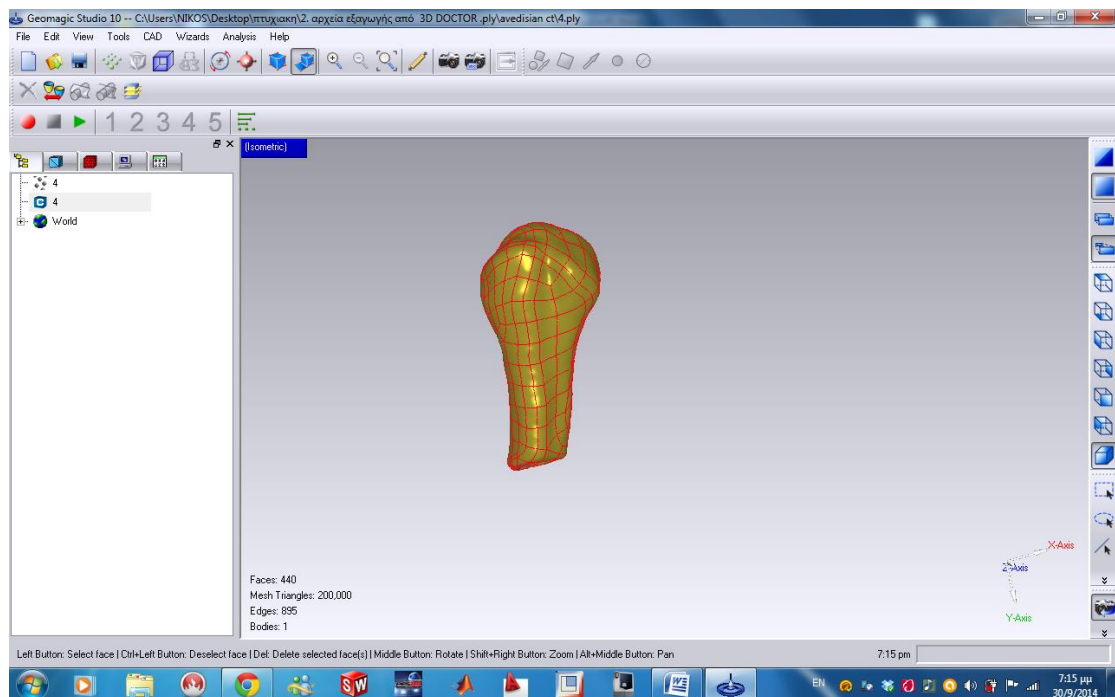 Geomagic Studio 10 -- C:\Users\NIKOS\Desktop\πτυχιακη\2. αρχεία εξαγωγής από  3D DOCTOR .ply\avedisian ct\4.ply
File Edit View Tools CAD Wizards Analysis Help
1 2 3 4 5
(Isometric)
4
4
World
X-Axis
Z-Axis
Y-Axis
Faces: 440
Mesh Triangles: 200,000
Edges: 895
Bodies: 1
Left Button: Select face | Ctrl+Left Button: Deselect face | Del: Delete selected face(s) | Middle Button: Rotate | Shift+Right Button: Zoom | Alt+Middle Button: Pan
7:15 pm
SW
W
EN
7:15 μμ
30/9/2014